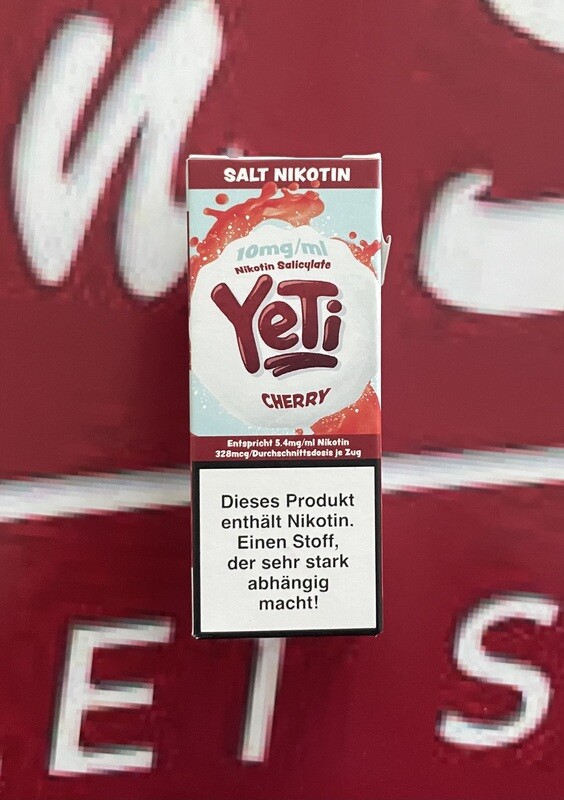 SALT NIKOTIN
10mg/ml
Nikotin Salicylate
YeTi
CHERRY
Entspricht 5.4mg/ml Nikotin
328mcg/Durchschnittsdosis je Zug
Dieses Produkt
enthält Nikotin.
Einen Stoff,
der sehr stark
abhängig
macht!
E I S